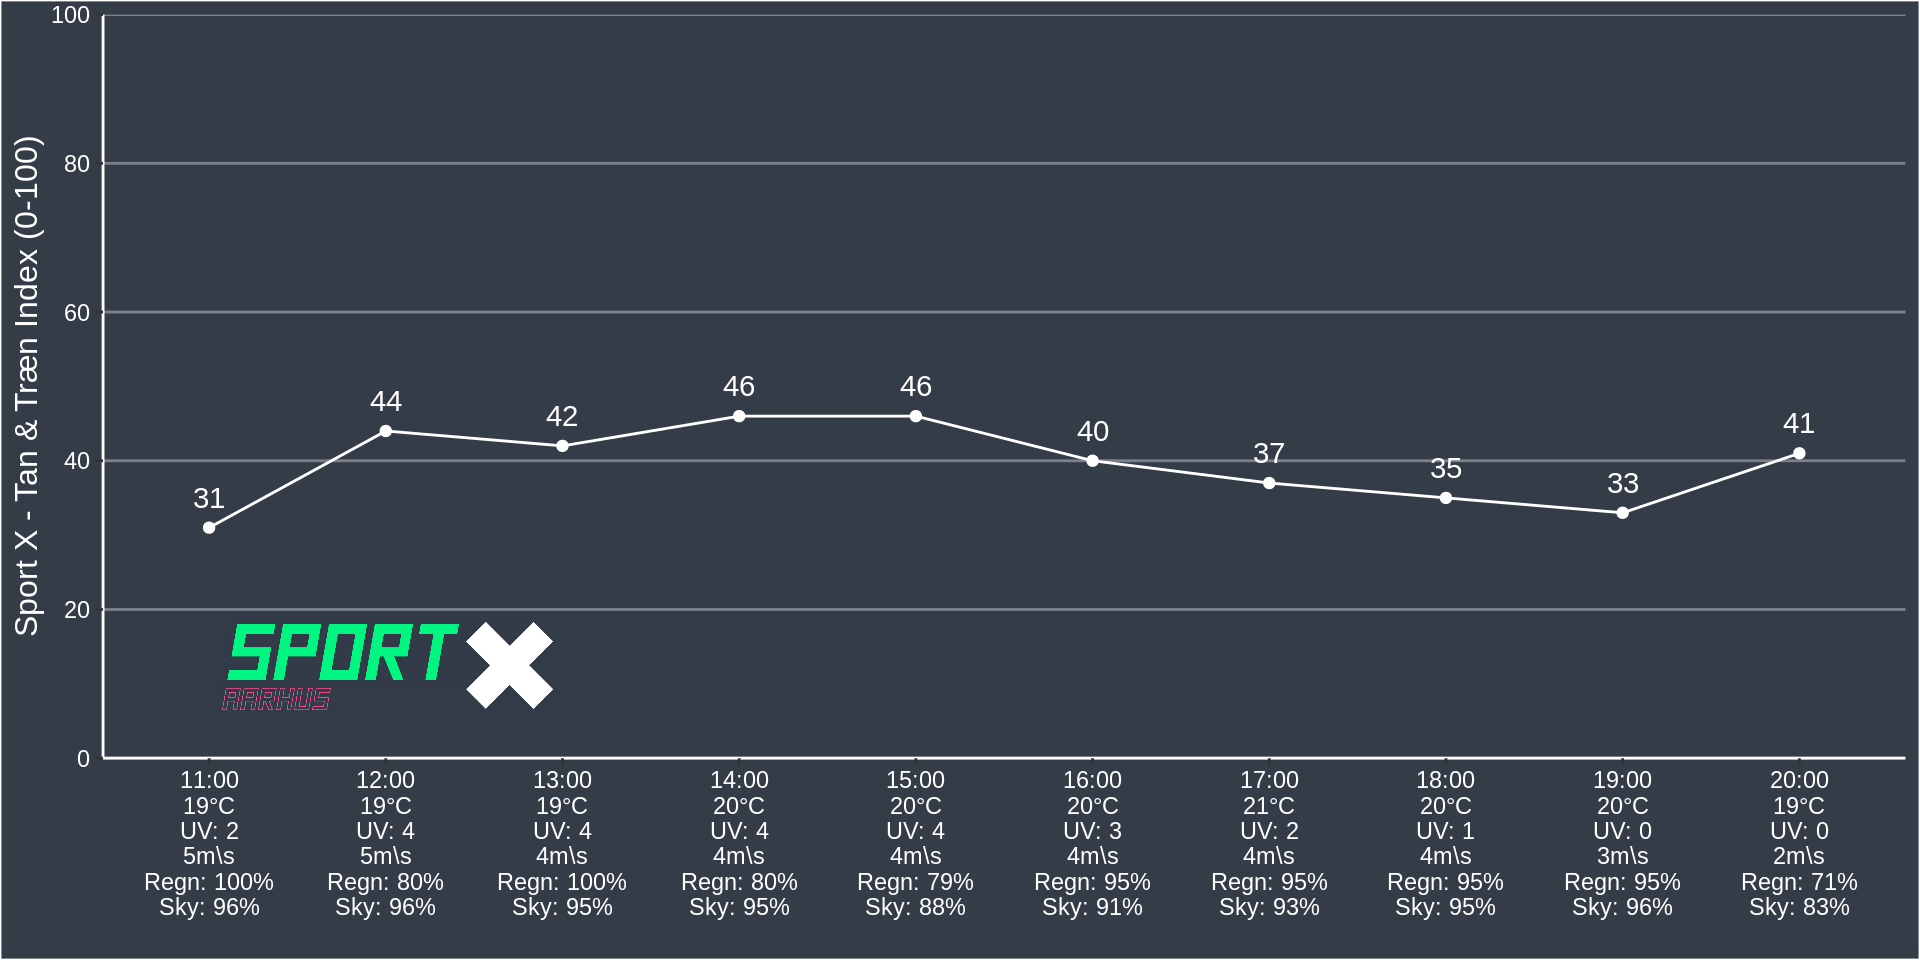 Sport X - Tan & Træn Index (0-100)
100
80
60
40
20
0
31
44
42
46
46
40
37
35
33
41
SPORT X
AARHUS
11:00 12:00 13:00 14:00 15:00 16:00 17:00 18:00 19:00 20:00
19°C 19°C 19°C 20°C 20°C 20°C 21°C 20°C 20°C 19°C
UV: 2 UV: 4 UV: 4 UV: 4 UV: 4 UV: 3 UV: 2 UV: 1 UV: 0 UV: 0
5m\s 5m\s 4m\s 4m\s 4m\s 4m\s 4m\s 4m\s 3m\s 2m\s
Regn: 100% Regn: 80% Regn: 100% Regn: 80% Regn: 79% Regn: 95% Regn: 95% Regn: 95% Regn: 95% Regn: 71%
Sky: 96% Sky: 96% Sky: 95% Sky: 95% Sky: 88% Sky: 91% Sky: 93% Sky: 95% Sky: 96% Sky: 83%